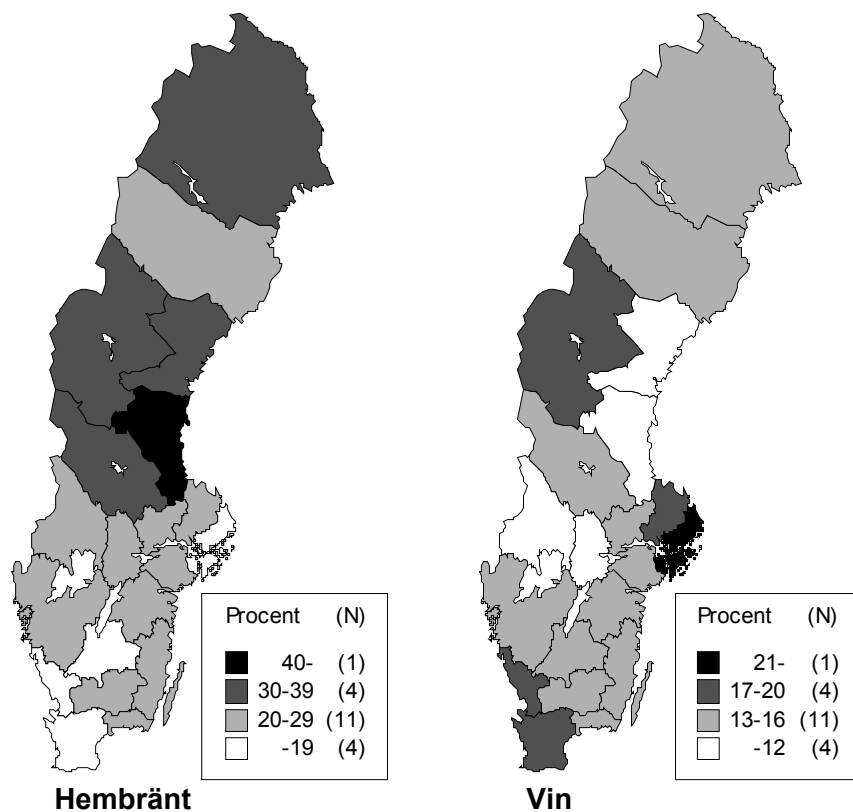 Procent (N)
40- (1)
30-39 (4)
20-29 (11)
-19 (4)
Hembränt
Procent (N)
21- (1)
17-20 (4)
13-16 (11)
-12 (4)
Vin